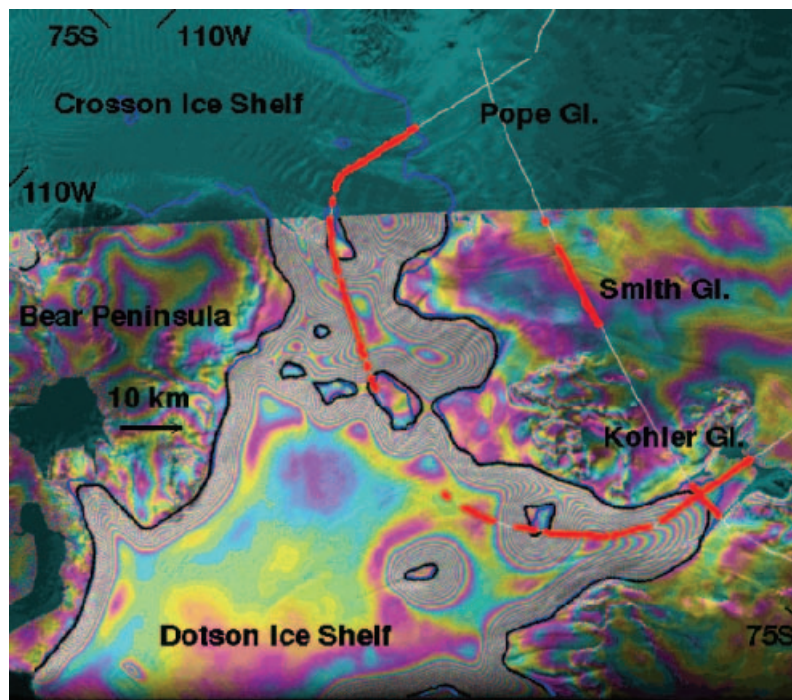 75S
110W
Crosson Ice Shelf
Pope Gl.
110W
Smith Gl.
Bear Peninsula
10 km
Kohler Gl.
Dotson Ice Shelf
75S